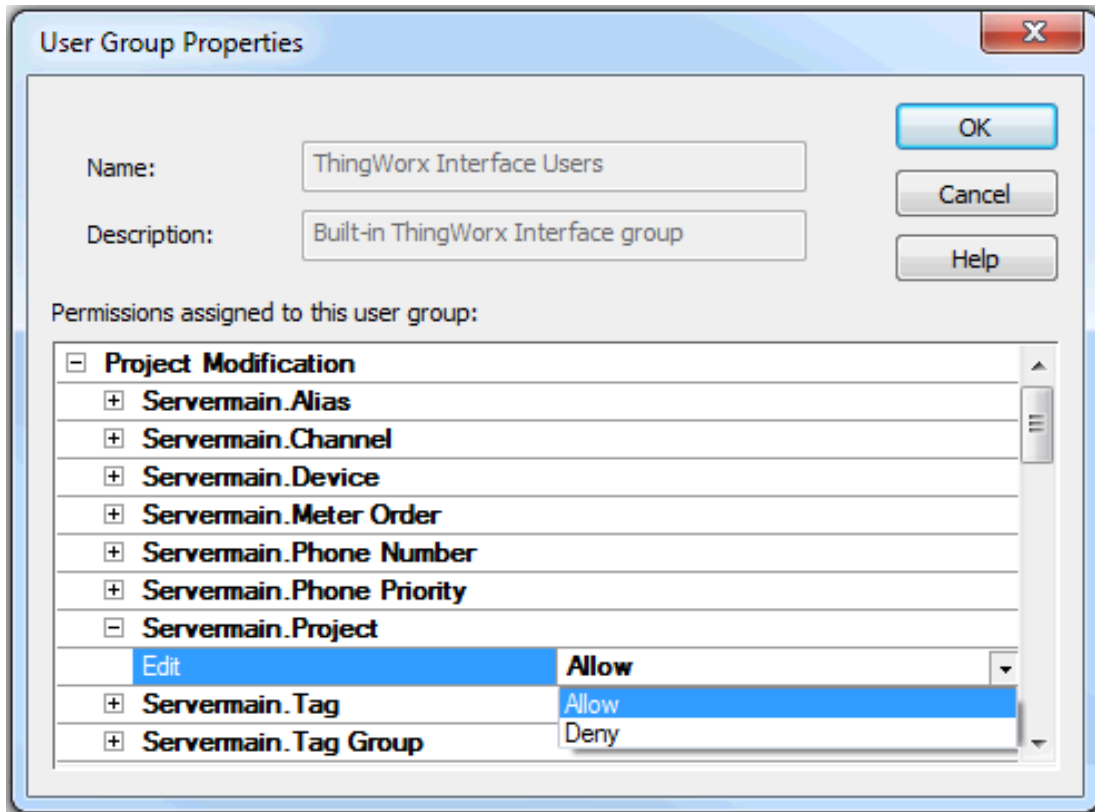 User Group Properties
OK
Name: ThingWorx Interface Users
Cancel
Description: Built-in ThingWorx Interface group
Help
Permissions assigned to this user group:
Project Modification
Servermain.Alias
Servermain.Channel
Servermain.Device
Servermain.Meter Order
Servermain.Phone Number
Servermain.Phone Priority
Servermain.Project
Edit Allow
Servermain.Tag Allow
Servermain.Tag Group Deny